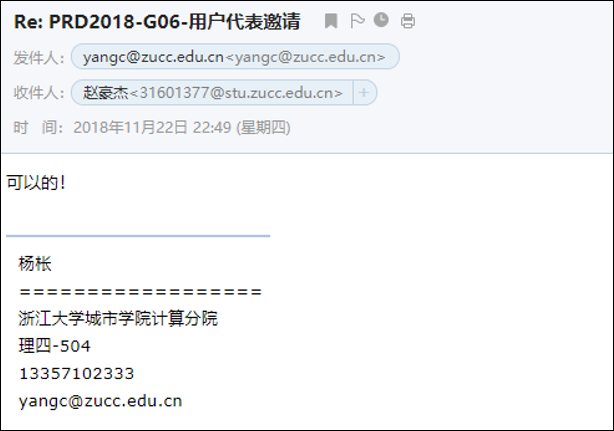 Re: PRD2018-G06-用户代表邀请
发件人： yangc@zucc.edu.cn<yangc@zucc.edu.cn>
收件人： 赵豪杰<31601377@stu.zucc.edu.cn> +
时 间： 2018年11月22日 22:49 (星期四)
可以的！
杨枨
===================
浙江大学城市学院计算分院
理四-504
13357102333
yangc@zucc.edu.cn